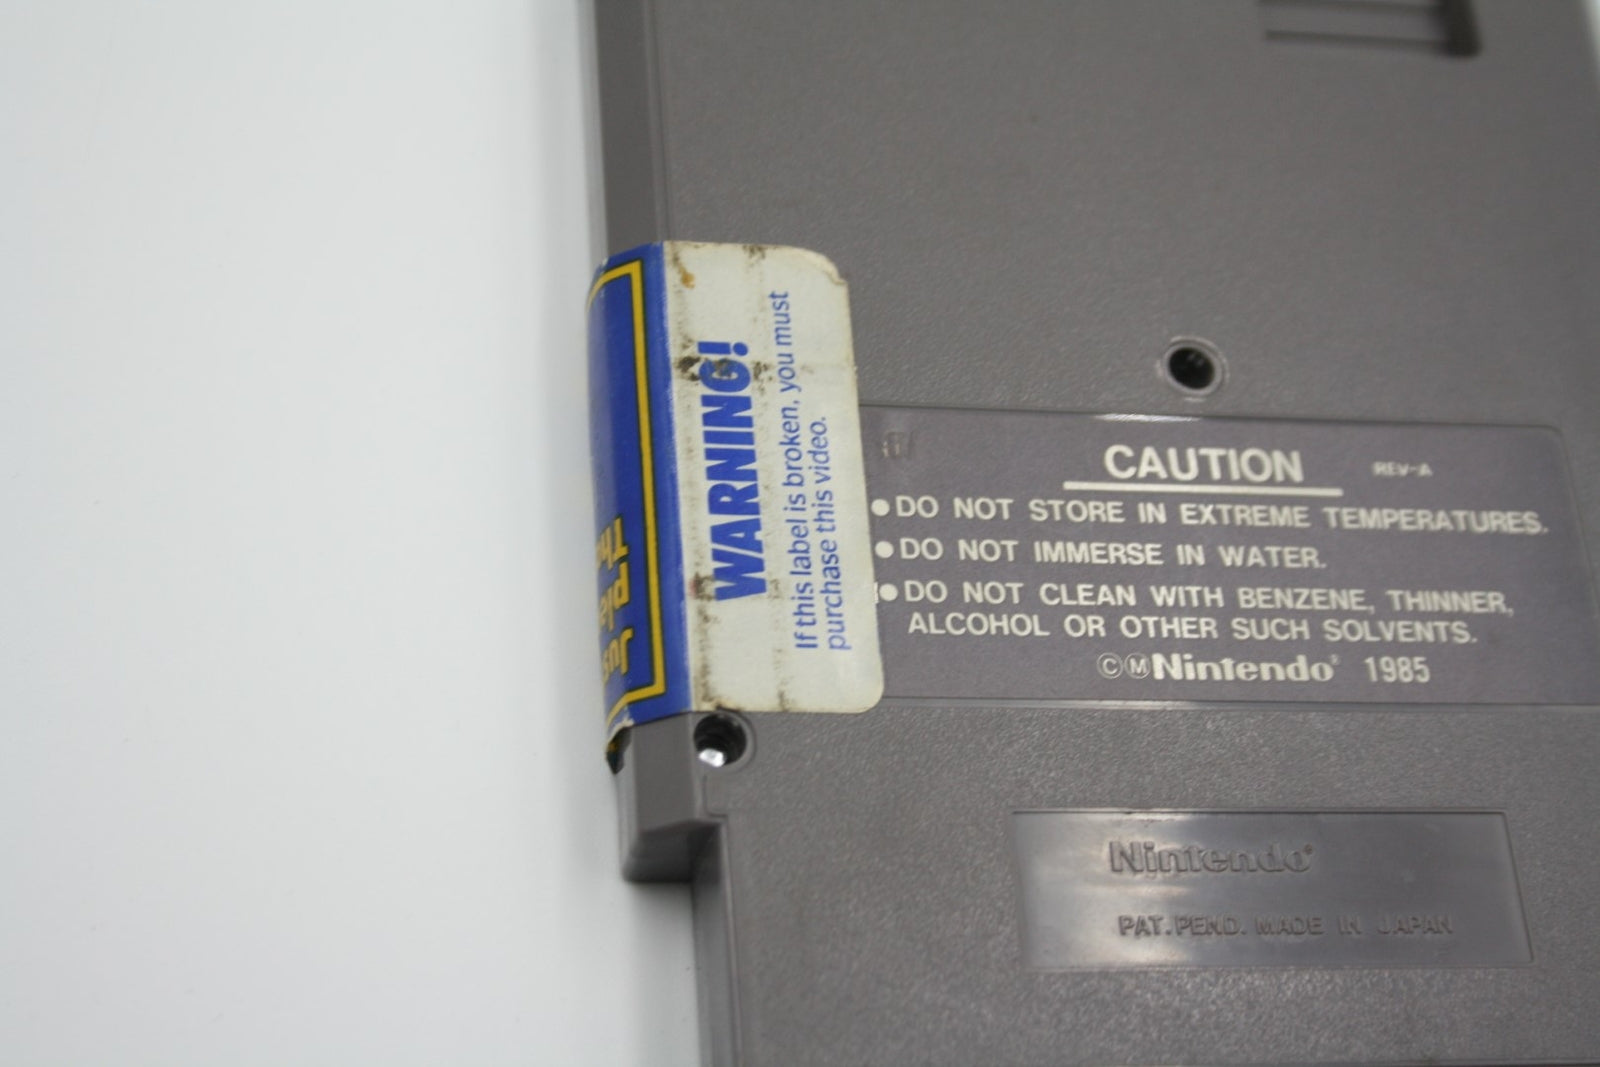 WARNING!
If this label is broken, you must
purchase this video.
CAUTION
REV-A
●DO NOT STORE IN EXTREME TEMPERATURES.
●DO NOT IMMERSE IN WATER.
●DO NOT CLEAN WITH BENZENE, THINNER,
ALCOHOL OR OTHER SUCH SOLVENTS.
©ⓂNintendo® 1985
Nintendo®
PAT. PEND. MADE IN JAPAN